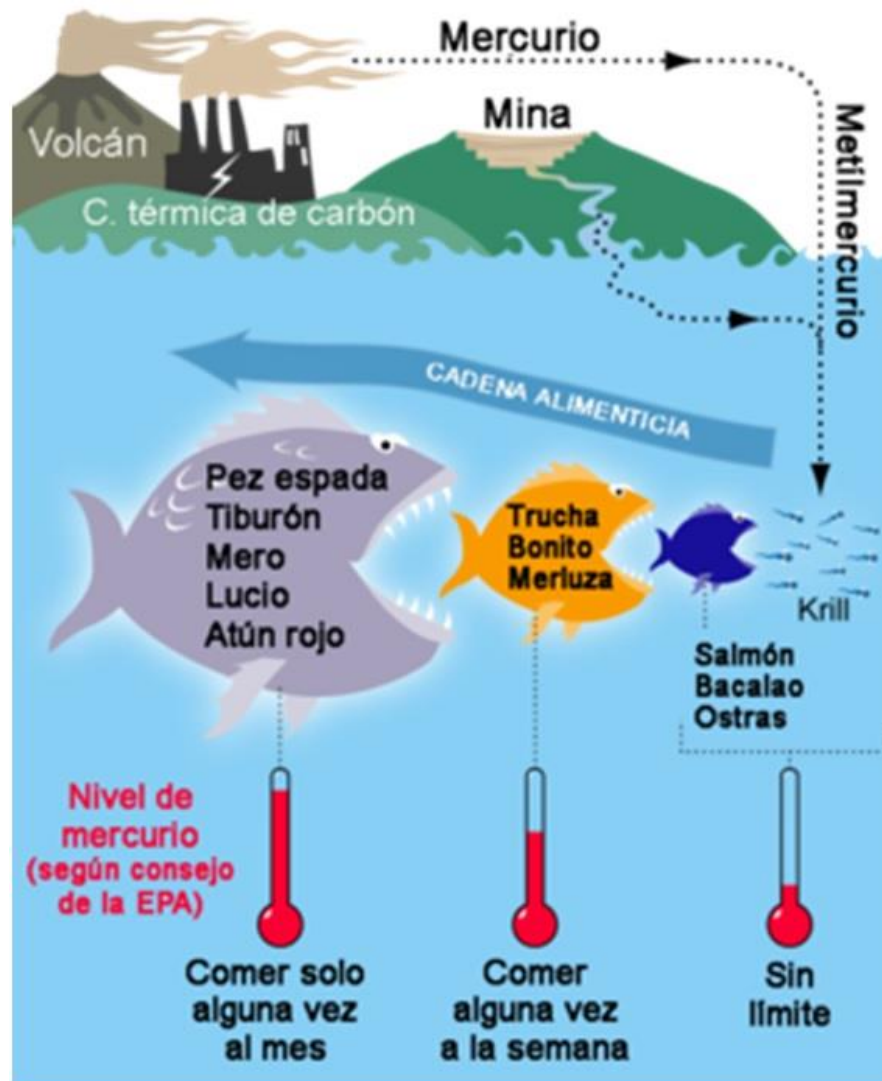 Mercurio
Mina
Volcán
C. térmica de carbón
Metílmercurio
CADENA ALIMENTICIA
Pez espada
Tiburón
Mero
Lucio
Atún rojo
Trucha
Bonito
Merluza
Krill
Salmón
Bacalao
Ostras
Nivel de
mercurio
(según consejo
de la EPA)
Comer solo
alguna vez
al mes
Comer
alguna vez
a la semana
Sin
límite